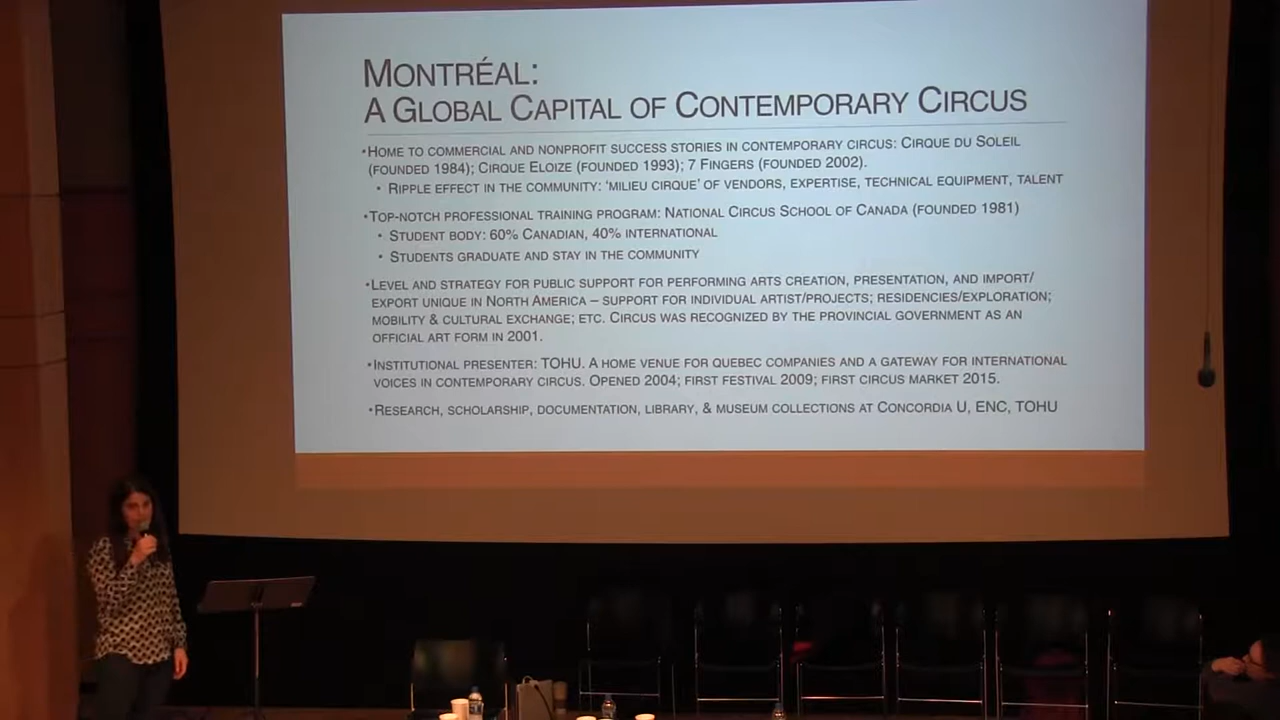 MONTRÉAL:
A GLOBAL CAPITAL OF CONTEMPORARY CIRCUS
•HOME TO COMMERCIAL AND NONPROFIT SUCCESS STORIES IN CONTEMPORARY CIRCUS: CIRQUE DU SOLEIL
(FOUNDED 1984); CIRQUE ELOIZE (FOUNDED 1993); 7 FINGERS (FOUNDED 2002).
• RIPPLE EFFECT IN THE COMMUNITY: ‘MILIEU CIRQUE’ OF VENDORS, EXPERTISE, TECHNICAL EQUIPMENT, TALENT
•TOP-NOTCH PROFESSIONAL TRAINING PROGRAM: NATIONAL CIRCUS SCHOOL OF CANADA (FOUNDED 1981)
• STUDENT BODY: 60% CANADIAN, 40% INTERNATIONAL
• STUDENTS GRADUATE AND STAY IN THE COMMUNITY
•LEVEL AND STRATEGY FOR PUBLIC SUPPORT FOR PERFORMING ARTS CREATION, PRESENTATION, AND IMPORT/
EXPORT UNIQUE IN NORTH AMERICA – SUPPORT FOR INDIVIDUAL ARTIST/PROJECTS; RESIDENCIES/EXPLORATION;
MOBILITY & CULTURAL EXCHANGE; ETC. CIRCUS WAS RECOGNIZED BY THE PROVINCIAL GOVERNMENT AS AN
OFFICIAL ART FORM IN 2001.
•INSTITUTIONAL PRESENTER: TOHU. A HOME VENUE FOR QUEBEC COMPANIES AND A GATEWAY FOR INTERNATIONAL
VOICES IN CONTEMPORARY CIRCUS. OPENED 2004; FIRST FESTIVAL 2009; FIRST CIRCUS MARKET 2015.
•RESEARCH, SCHOLARSHIP, DOCUMENTATION, LIBRARY, & MUSEUM COLLECTIONS AT CONCORDIA U, ENC, TOHU